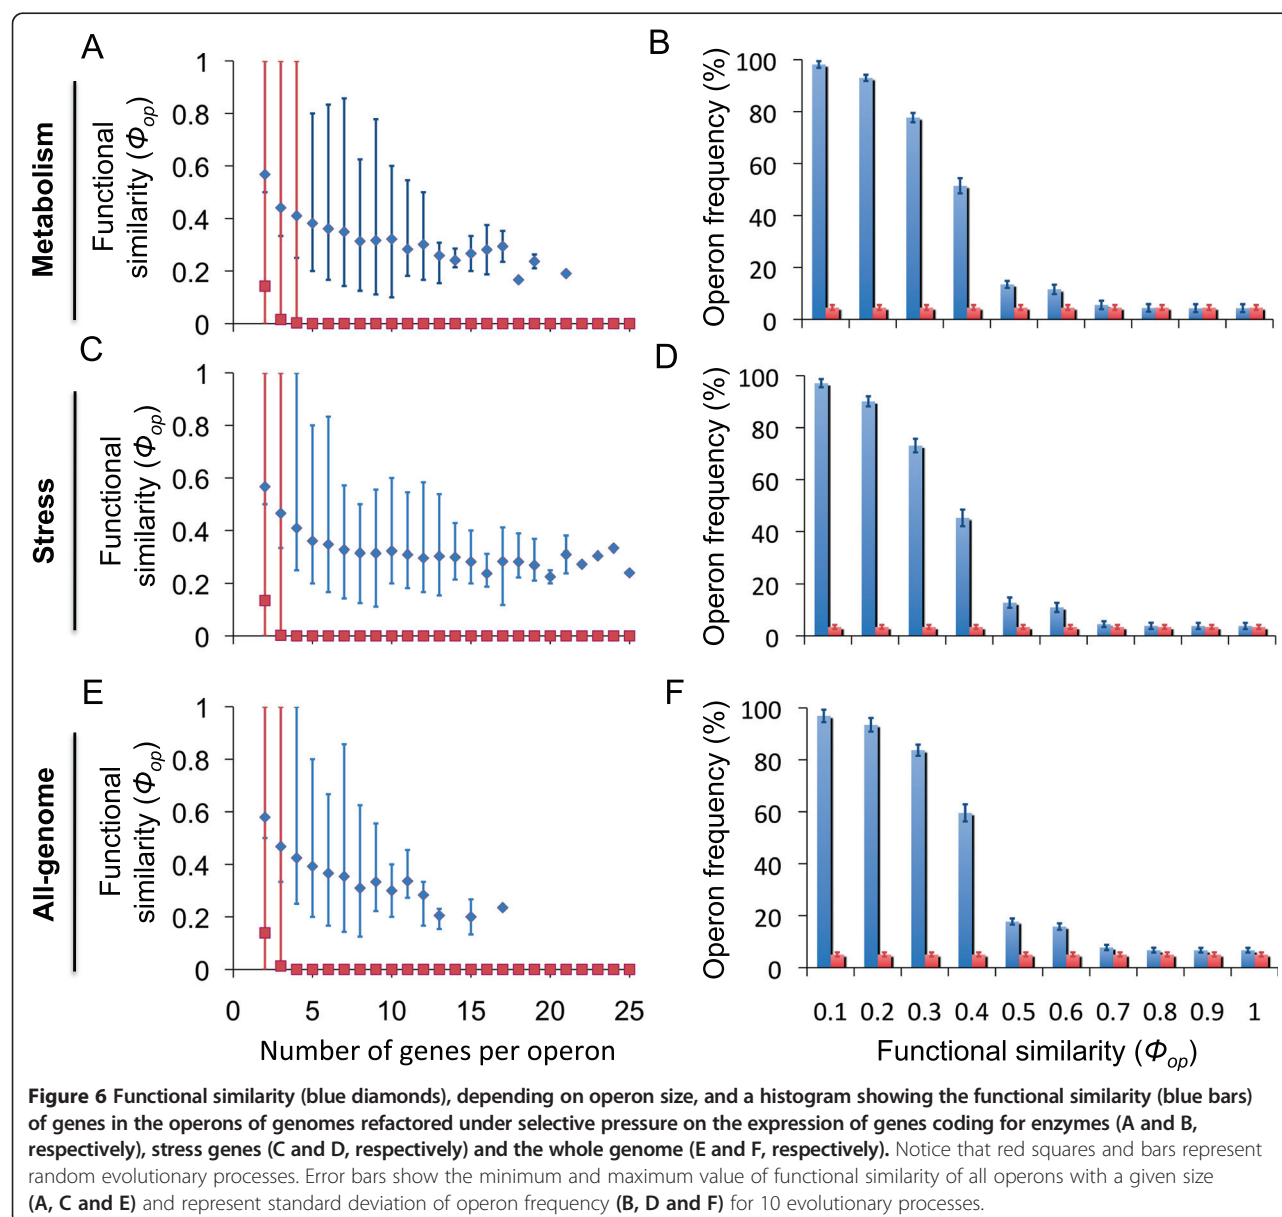 A
Metabolism
Functional
similarity (Φop)
1
0.8
0.6
0.4
0.2
0
B
Operon frequency (%)
100
80
60
40
20
0
C
Stress
Functional
similarity (Φop)
1
0.8
0.6
0.4
0.2
0
D
Operon frequency (%)
100
80
60
40
20
0
E
All-genome
Functional
similarity (Φop)
1
0.8
0.6
0.4
0.2
0
0 5 10 15 20 25
Number of genes per operon
F
Operon frequency (%)
100
80
60
40
20
0
0.1 0.2 0.3 0.4 0.5 0.6 0.7 0.8 0.9 1
Functional similarity (Φop)
Figure 6 Functional similarity (blue diamonds), depending on operon size, and a histogram showing the functional similarity (blue bars)
of genes in the operons of genomes refactored under selective pressure on the expression of genes coding for enzymes (A and B,
respectively), stress genes (C and D, respectively) and the whole genome (E and F, respectively). Notice that red squares and bars represent
random evolutionary processes. Error bars show the minimum and maximum value of functional similarity of all operons with a given size
(A, C and E) and represent standard deviation of operon frequency (B, D and F) for 10 evolutionary processes.